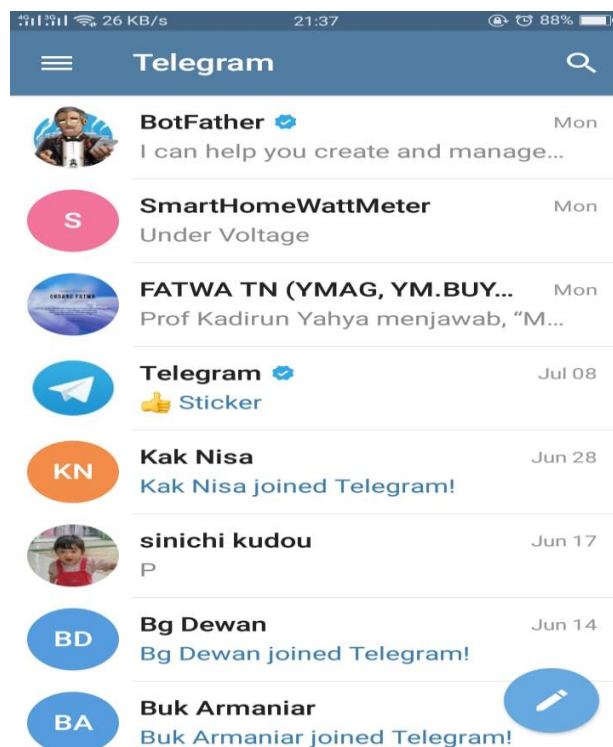 4G 3G 26 KB/s 21:37 88%
Telegram
BotFather Mon
I can help you create and manage...
S
SmartHomeWattMeter Mon
Under Voltage
FATWA TN (YMAG, YM.BUY... Mon
Prof Kadirun Yahya menjawab, “M...
Telegram Jul 08
👍 Sticker
KN
Kak Nisa Jun 28
Kak Nisa joined Telegram!
sinichi kudou Jun 17
P
BD
Bg Dewan Jun 14
Bg Dewan joined Telegram!
BA
Buk Armaniar
Buk Armaniar joined Telegram!